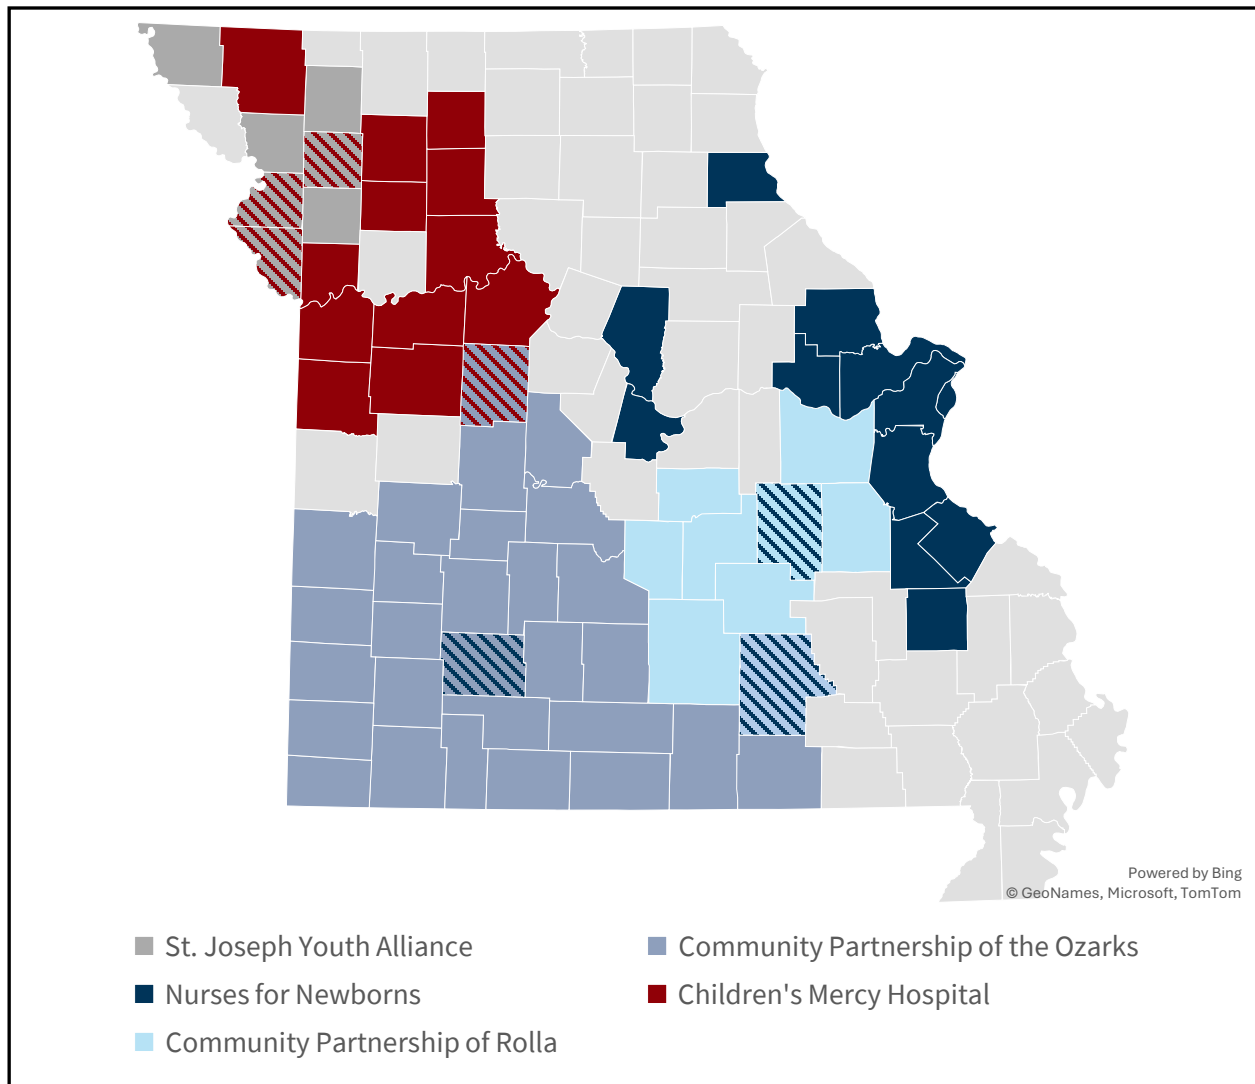 Powered by Bing
© GeoNames, Microsoft, TomTom
St. Joseph Youth Alliance
Community Partnership of the Ozarks
Nurses for Newborns
Children's Mercy Hospital
Community Partnership of Rolla